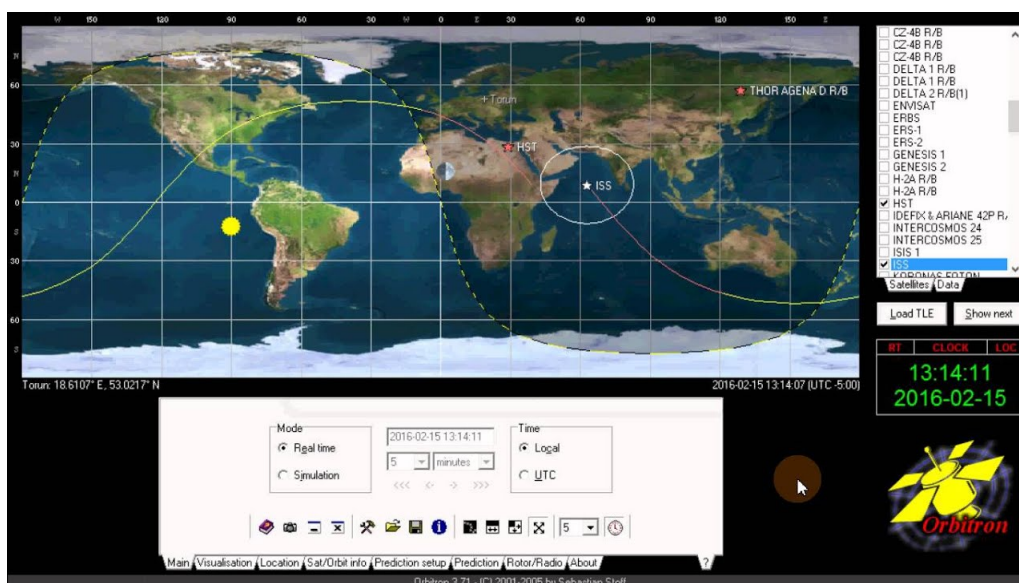 W 150 120 90 60 30 W 0 E 30 60 90 120 150 E
N
60
30
0
30
60
S
+ Torun
THOR AGENA D R/B
HST
ISS
Torun: 18.6107° E, 53.0217° N
2016-02-15 13:14:07 (UTC -5:00)
CZ-4B R/B
CZ-4B R/B
CZ-4B R/B
DELTA 1 R/B
DELTA 1 R/B
DELTA 2 R/B(1)
ENVISAT
ERBS
ERS-1
ERS-2
GENESIS 1
GENESIS 2
H-2A R/B
H-2A R/B
HST
IDEFIX & ARIANE 42P R/
INTERCOSMOS 24
INTERCOSMOS 25
ISIS 1
ISS
KORONAS FOTON
Satellites Data
Load TLE Show next
RT CLOCK LOC
13:14:11
2016-02-15
Orbitron
Mode
Real time
Simulation
2016-02-15 13:14:11
5 minutes
<<< <- -> >>>
Time
Local
UTC
5
Main Visualisation Location Sat/Orbit info Prediction setup Prediction Rotor/Radio About ?
Orbitron 3.71 - (C) 2001-2005 by Sebastian Stoff